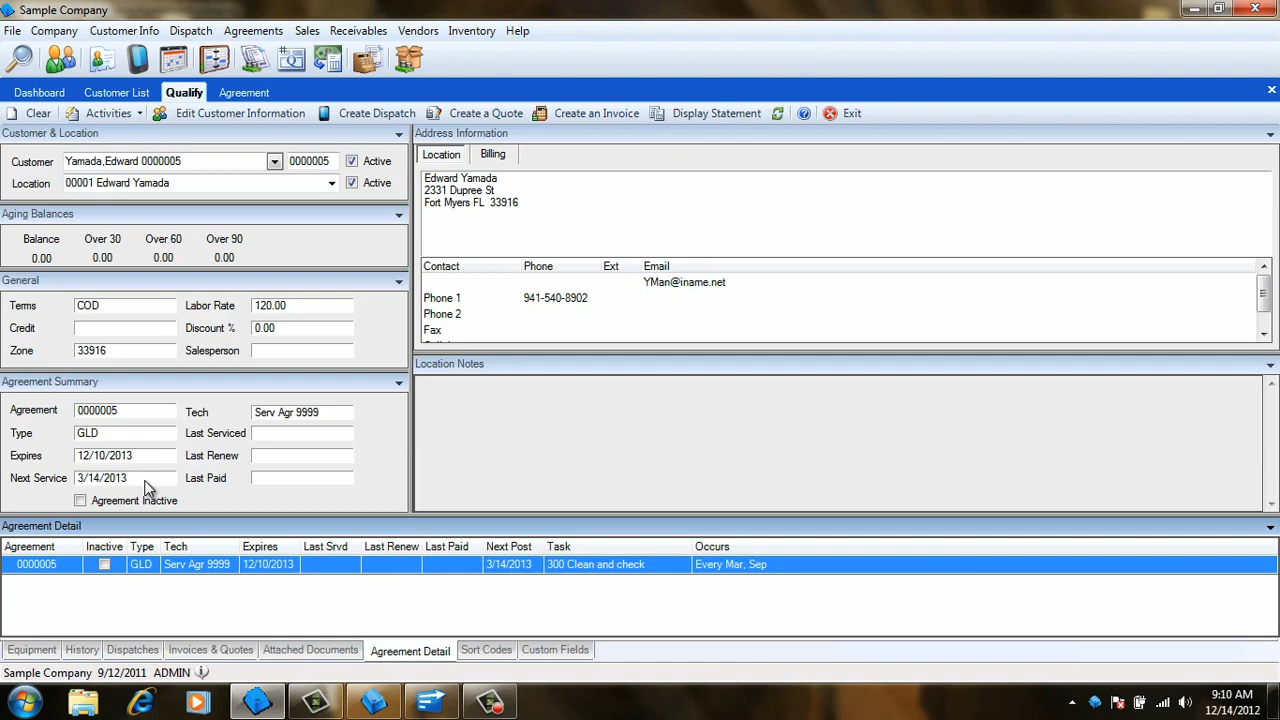 Sample Company
File Company Customer Info Dispatch Agreements Sales Receivables Vendors Inventory Help
Dashboard Customer List Qualify Agreement
Clear Activities Edit Customer Information Create Dispatch Create a Quote Create an Invoice Display Statement Exit
Customer & Location
Customer Yamada,Edward 0000005 0000005 Active
Location 00001 Edward Yamada Active
Aging Balances
Balance Over 30 Over 60 Over 90
0.00 0.00 0.00 0.00
General
Terms COD Labor Rate 120.00
Credit Discount % 0.00
Zone 33916 Salesperson
Agreement Summary
Agreement 0000005 Tech Serv Agr 9999
Type GLD Last Serviced
Expires 12/10/2013 Last Renew
Next Service 3/14/2013 Last Paid
Agreement Inactive
Address Information
Location Billing
Edward Yamada
2331 Dupree St
Fort Myers FL 33916
Contact Phone Ext Email
YMan@iname.net
Phone 1 941-540-8902
Phone 2
Fax
Location Notes
Agreement Detail
Agreement Inactive Type Tech Expires Last Srvd Last Renew Last Paid Next Post Task Occurs
0000005 GLD Serv Agr 9999 12/10/2013 3/14/2013 300 Clean and check Every Mar, Sep
Equipment History Dispatches Invoices & Quotes Attached Documents Agreement Detail Sort Codes Custom Fields
Sample Company 9/12/2011 ADMIN
9:10 AM
12/14/2012